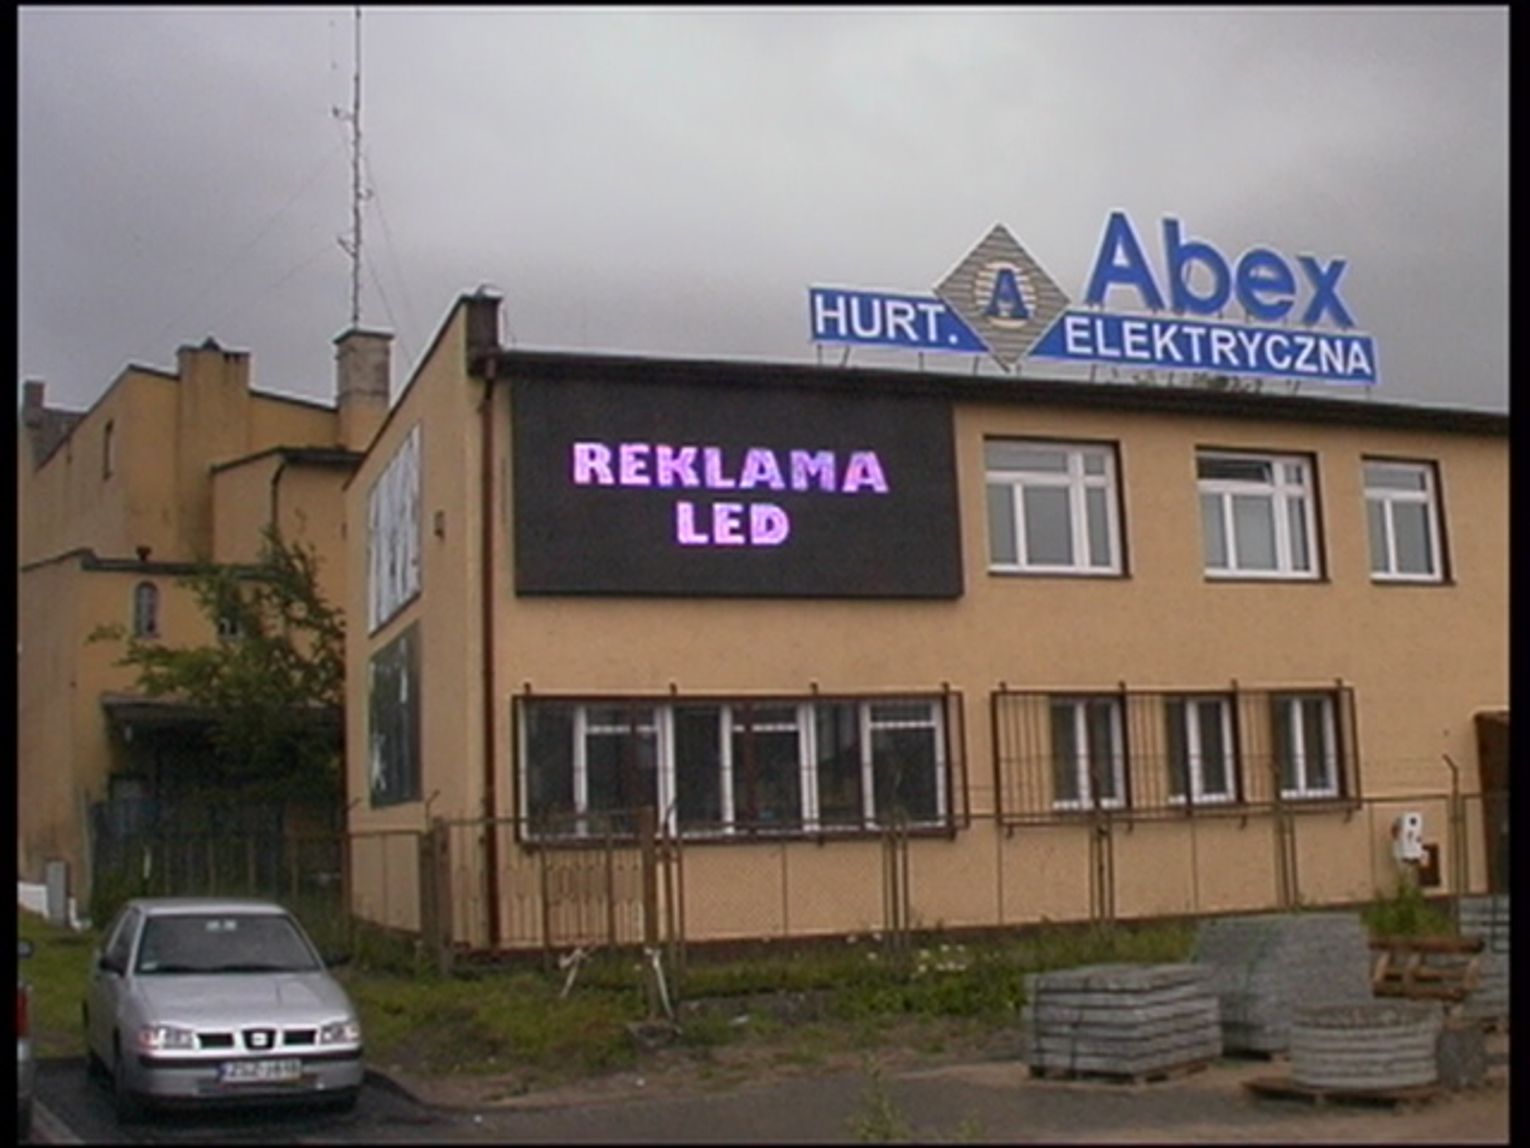 Abex
HURT. A ELEKTRYCZNA
REKLAMA
LED